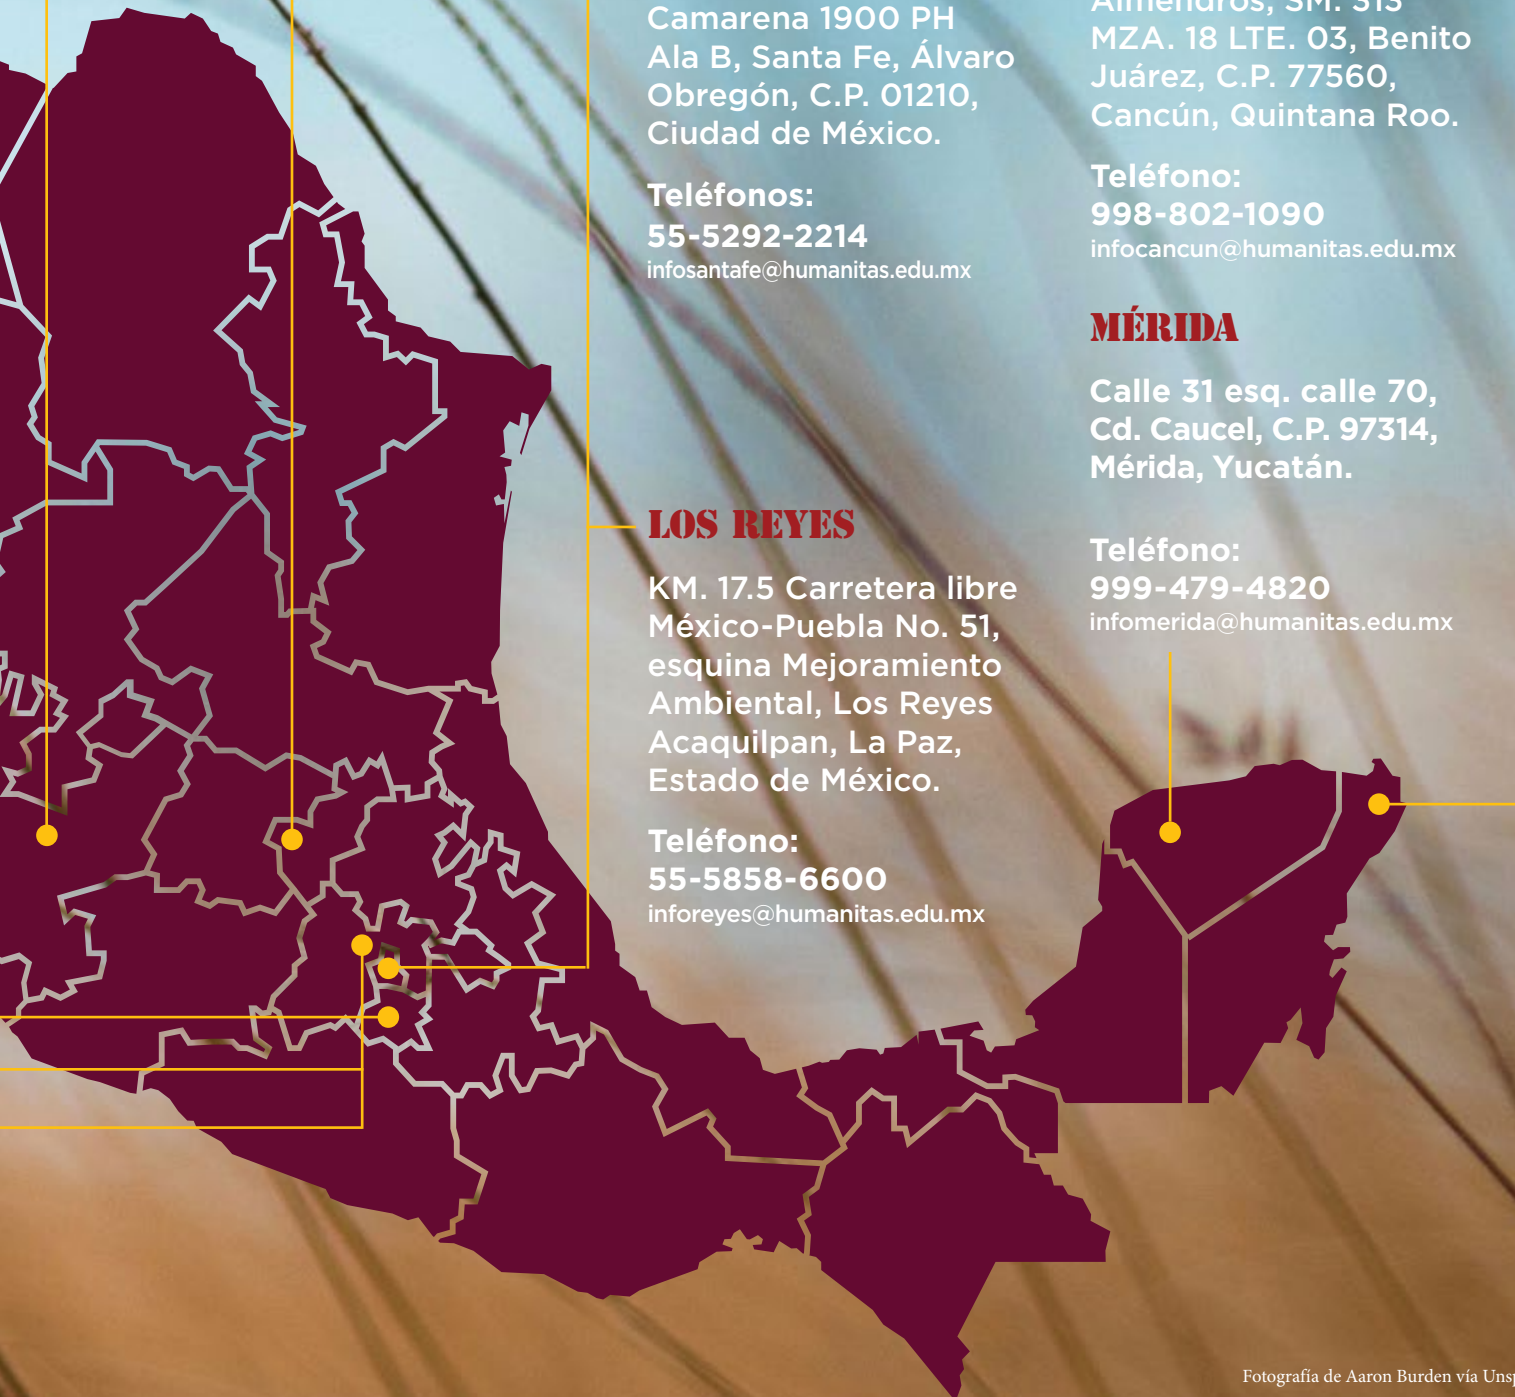 Camarena 1900 PH
Ala B, Santa Fe, Álvaro
Obregón, C.P. 01210,
Ciudad de México.
Teléfonos:
55-5292-2214
infosantafe@humanitas.edu.mx
LOS REYES
KM. 17.5 Carretera libre
México-Puebla No. 51,
esquina Mejoramiento
Ambiental, Los Reyes
Acaquilpan, La Paz,
Estado de México.
Teléfono:
55-5858-6600
inforeyes@humanitas.edu.mx
Almendros, SM. 313
MZA. 18 LTE. 03, Benito
Juárez, C.P. 77560,
Cancún, Quintana Roo.
Teléfono:
998-802-1090
infocancun@humanitas.edu.mx
MÉRIDA
Calle 31 esq. calle 70,
Cd. Caucel, C.P. 97314,
Mérida, Yucatán.
Teléfono:
999-479-4820
infomerida@humanitas.edu.mx
Fotografía de Aaron Burden vía